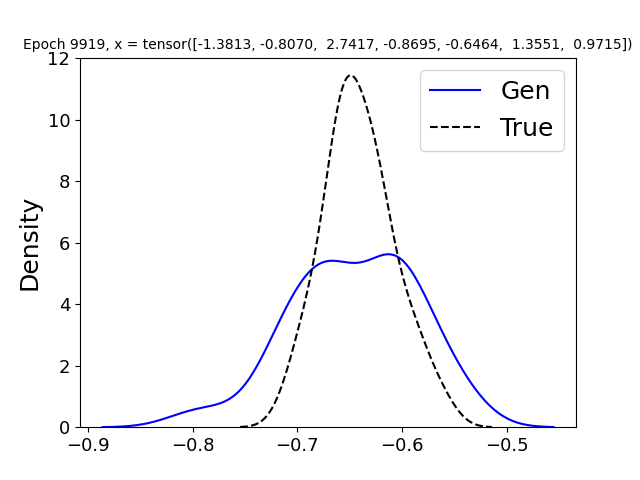 Epoch 9919, x = tensor([-1.3813, -0.8070,  2.7417, -0.8695, -0.6464,  1.3551,  0.9715])
12
10
8
6
4
2
0
Density
Gen
True
−0.9 −0.8 −0.7 −0.6 −0.5